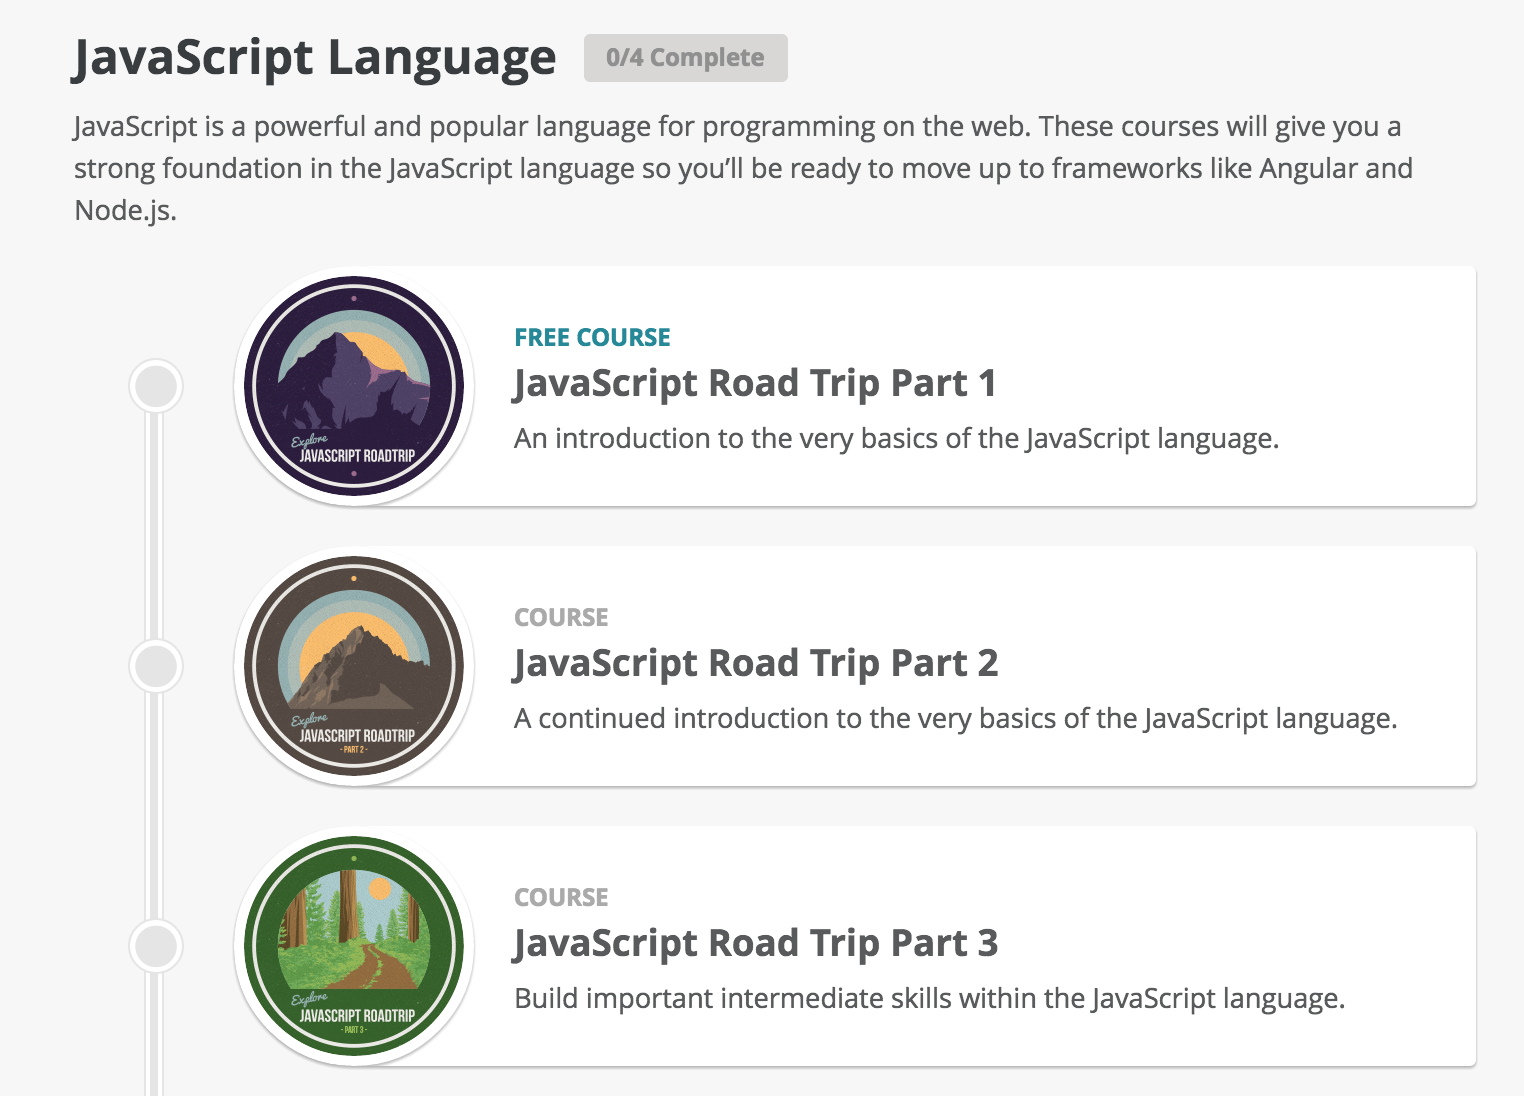 JavaScript Language
0/4 Complete
JavaScript is a powerful and popular language for programming on the web. These courses will give you a
strong foundation in the JavaScript language so you’ll be ready to move up to frameworks like Angular and
Node.js.
Explore
JAVASCRIPT ROADTRIP
FREE COURSE
JavaScript Road Trip Part 1
An introduction to the very basics of the JavaScript language.
Explore
JAVASCRIPT ROADTRIP
- PART 2 -
COURSE
JavaScript Road Trip Part 2
A continued introduction to the very basics of the JavaScript language.
Explore
JAVASCRIPT ROADTRIP
- PART 3 -
COURSE
JavaScript Road Trip Part 3
Build important intermediate skills within the JavaScript language.